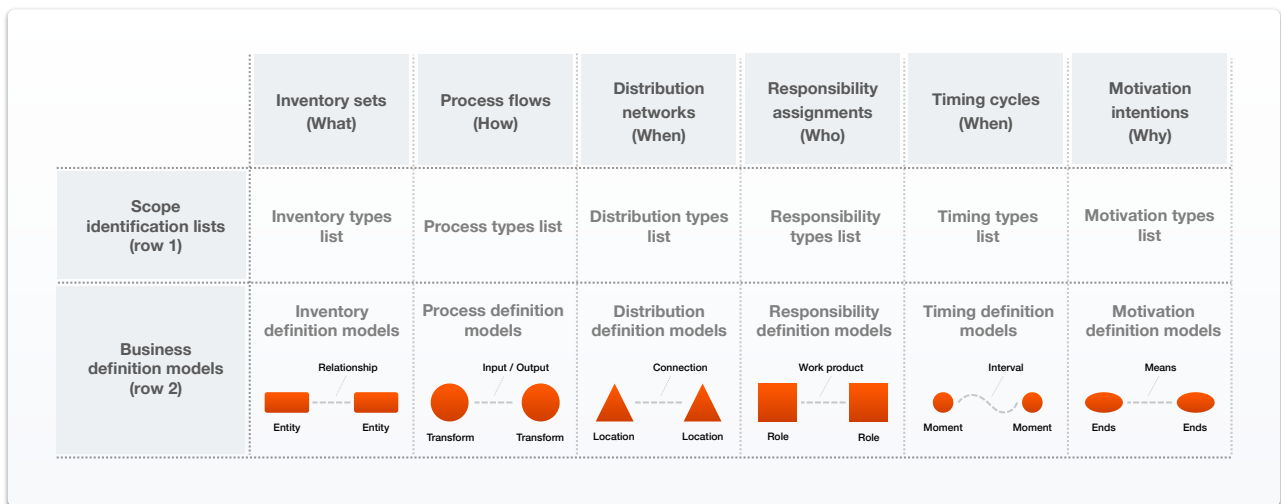 Inventory sets
(What)
Process flows
(How)
Distribution
networks
(When)
Responsibility
assignments
(Who)
Timing cycles
(When)
Motivation
intentions
(Why)
Scope
identification lists
(row 1)
Inventory types
list
Process types list
Distribution types
list
Responsibility
types list
Timing types
list
Motivation types
list
Business
definition models
(row 2)
Inventory
definition models
Relationship
Entity
Entity
Process definition
models
Input / Output
Transform
Transform
Distribution
definition models
Connection
Location
Location
Responsibility
definition models
Work product
Role
Role
Timing definition
models
Interval
Moment
Moment
Motivation
definition models
Means
Ends
Ends